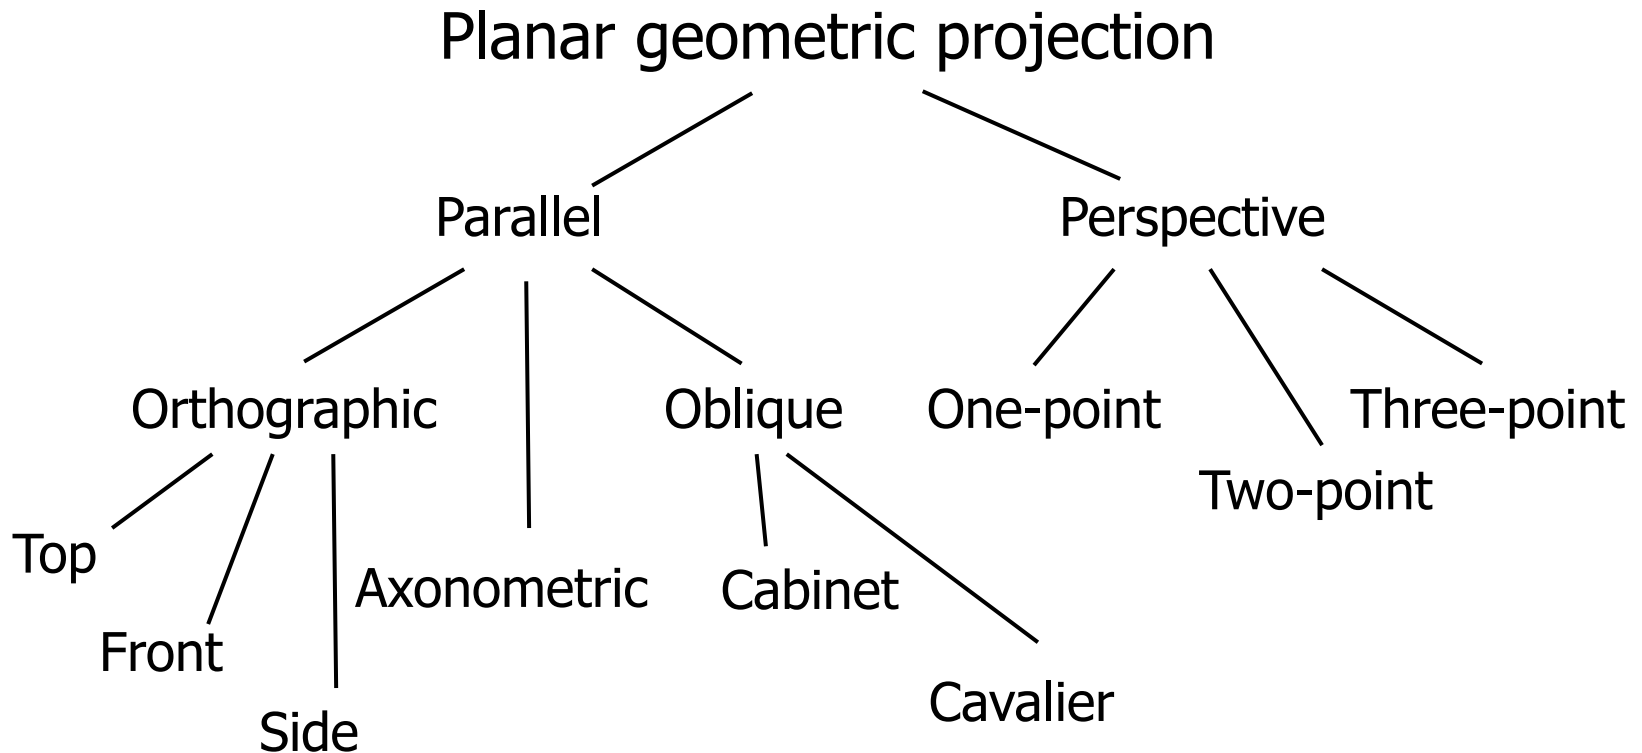 Planar geometric projection
Parallel
Perspective
Orthographic
Oblique
One-point
Three-point
Two-point
Top
Axonometric
Cabinet
Front
Cavalier
Side